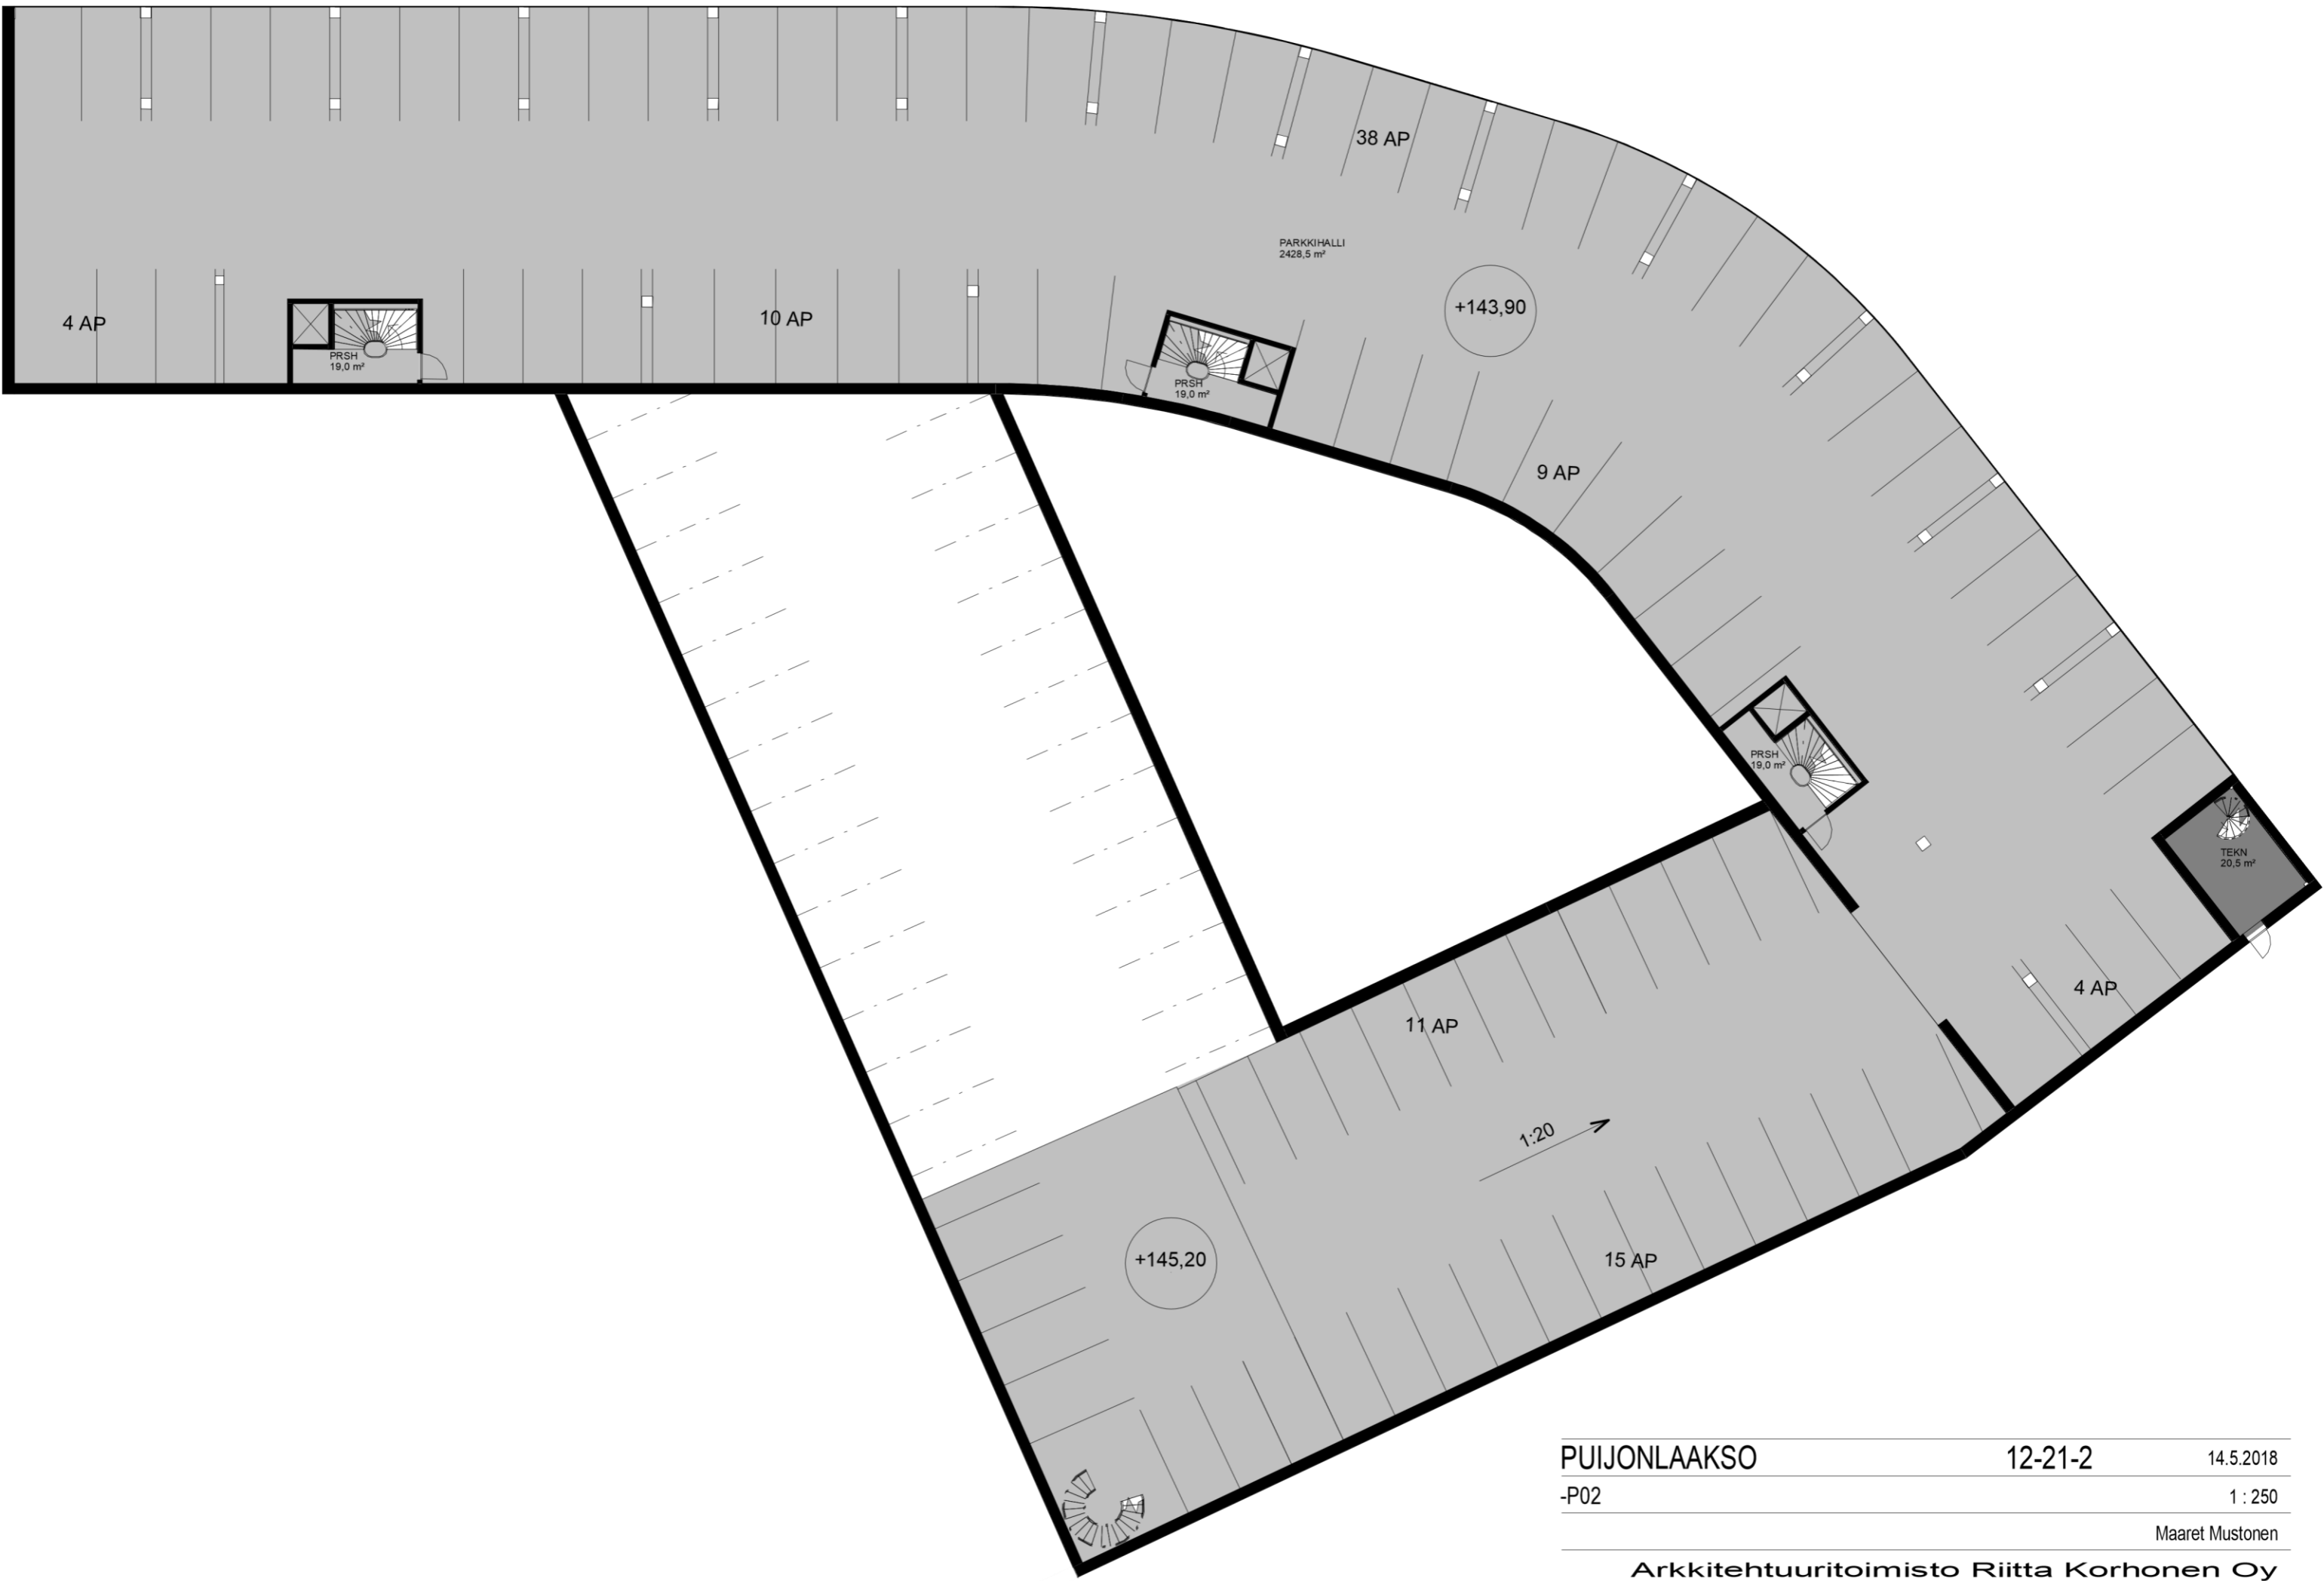 38 AP
PARKKIHALLI
2428,5 m²
+143,90
4 AP
10 AP
PRSH
19,0 m²
PRSH
19,0 m²
9 AP
PRSH
19,0 m²
TEKN
20,5 m²
4 AP
11 AP
1:20
+145,20
15 AP
PUIJONLAAKSO 12-21-2 14.5.2018
-P02 1 : 250
Maaret Mustonen
Arkkitehtuuritoimisto Riitta Korhonen Oy